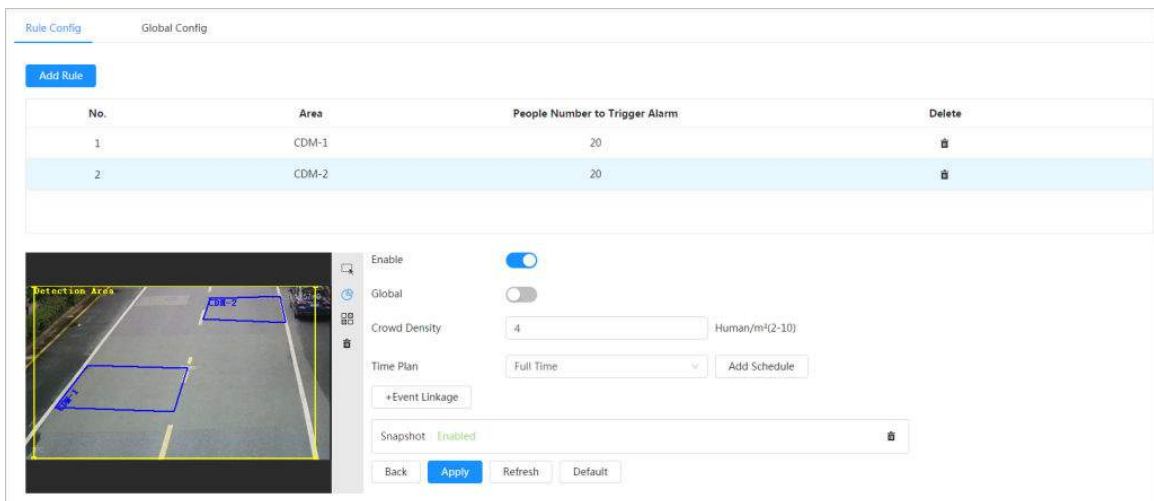 Rule Config Global Config
Add Rule
No. Area People Number to Trigger Alarm Delete
1 CDM-1 20
2 CDM-2 20
Detection Area
CDM-2
CDM-1
Enable
Global
Crowd Density 4 Human/m²(2-10)
Time Plan Full Time Add Schedule
+Event Linkage
Snapshot Enabled
Back Apply Refresh Default